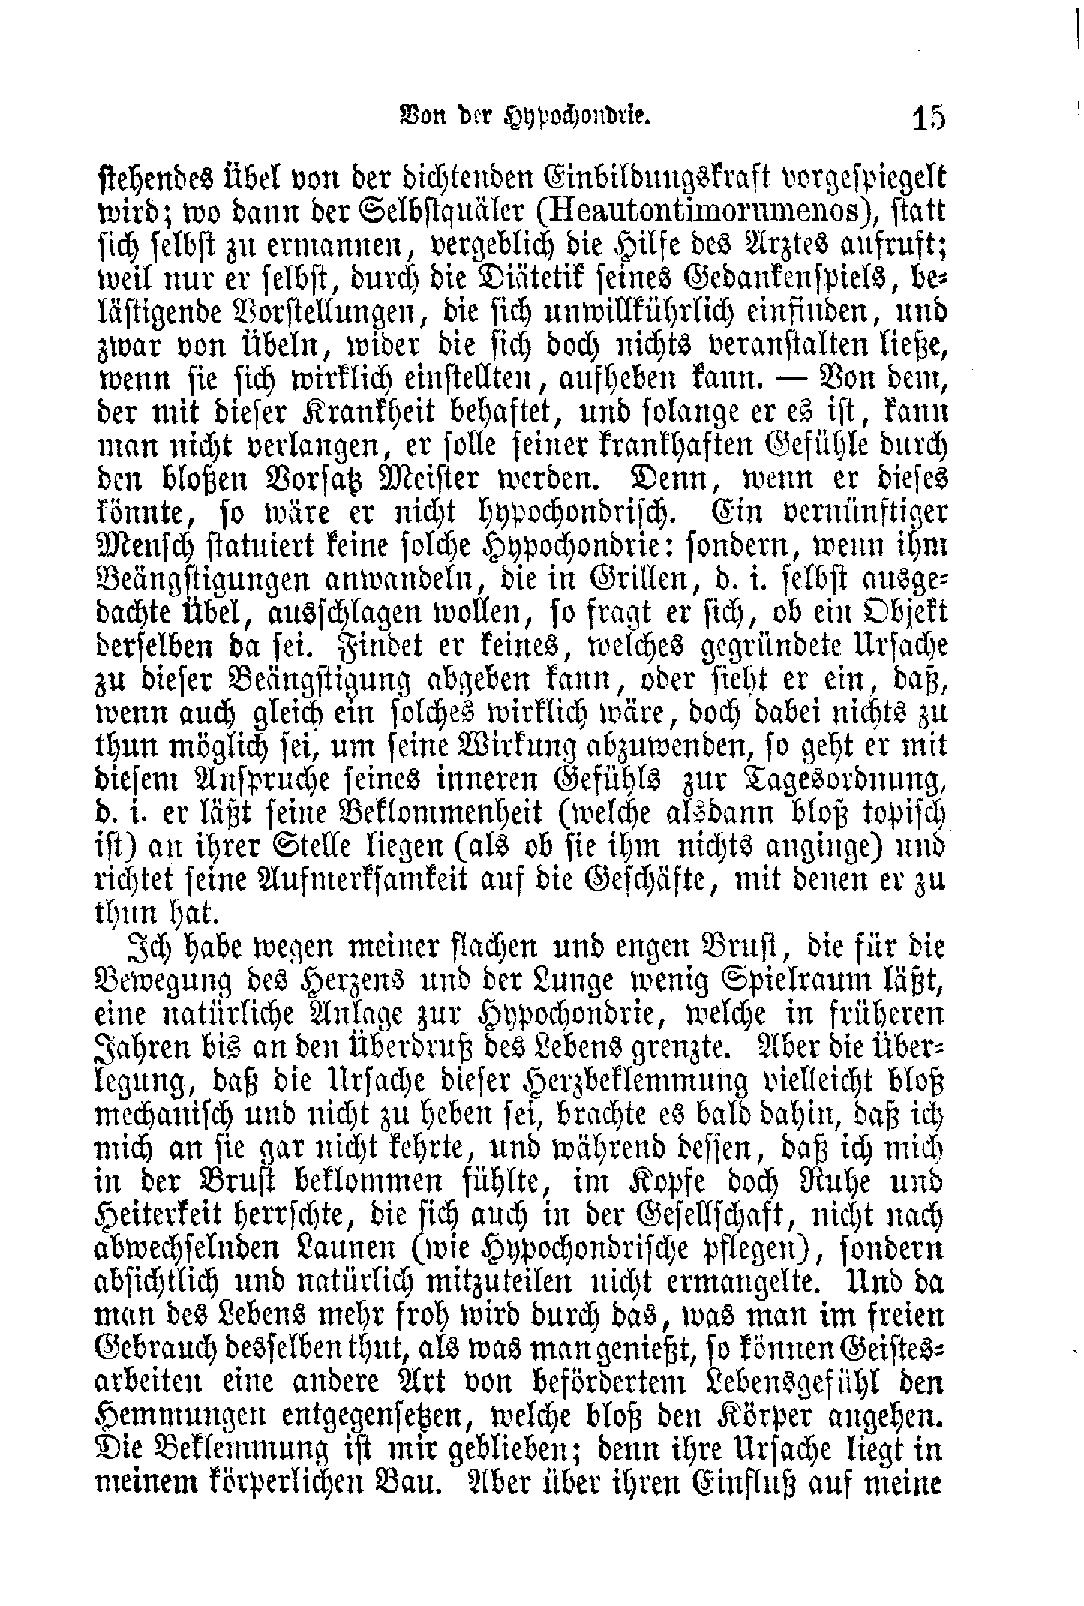 Von der Hypochondrie. 15
stehendes Übel von der dichtenden Einbildungskraft vorgespiegelt
wird; wo dann der Selbstquäler (Heautontimorumenos), statt
sich selbst zu ermannen, vergeblich die Hilfe des Arztes aufruft;
weil nur er selbst, durch die Diätetik seines Gedankenspiels, be-
lästigende Vorstellungen, die sich unwillkührlich einfinden, und
zwar von Übeln, wider die sich doch nichts veranstalten ließe,
wenn sie sich wirklich einstellten, aufheben kann. — Von dem,
der mit dieser Krankheit behaftet, und solange er es ist, kann
man nicht verlangen, er solle seiner krankhaften Gefühle durch
den bloßen Vorsatz Meister werden. Denn, wenn er dieses
könnte, so wäre er nicht hypochondrisch. Ein vernünftiger
Mensch statuiert keine solche Hypochondrie: sondern, wenn ihm
Beängstigungen anwandeln, die in Grillen, d. i. selbst ausge-
dachte Übel, ausschlagen wollen, so fragt er sich, ob ein Objekt
derselben da sei. Findet er keines, welches gegründete Ursache
zu dieser Beängstigung abgeben kann, oder sieht er ein, daß,
wenn auch gleich ein solches wirklich wäre, doch dabei nichts zu
thun möglich sei, um seine Wirkung abzuwenden, so geht er mit
diesem Anspruche seines inneren Gefühls zur Tagesordnung,
d. i. er läßt seine Beklommenheit (welche alsdann bloß topisch
ist) an ihrer Stelle liegen (als ob sie ihm nichts anginge) und
richtet seine Aufmerksamkeit auf die Geschäfte, mit denen er zu
thun hat.
Ich habe wegen meiner flachen und engen Brust, die für die
Bewegung des Herzens und der Lunge wenig Spielraum läßt,
eine natürliche Anlage zur Hypochondrie, welche in früheren
Jahren bis an den Überdruß des Lebens grenzte. Aber die Über-
legung, daß die Ursache dieser Herzbeklemmung vielleicht bloß
mechanisch und nicht zu heben sei, brachte es bald dahin, daß ich
mich an sie gar nicht kehrte, und während dessen, daß ich mich
in der Brust beklommen fühlte, im Kopfe doch Ruhe und
Heiterkeit herrschte, die sich auch in der Gesellschaft, nicht nach
abwechselnden Launen (wie Hypochondrische pflegen), sondern
absichtlich und natürlich mitzuteilen nicht ermangelte. Und da
man des Lebens mehr froh wird durch das, was man im freien
Gebrauch desselben thut, als was man genießt, so können Geistes-
arbeiten eine andere Art von befördertem Lebensgefühl den
Hemmungen entgegensetzen, welche bloß den Körper angehen.
Die Beklemmung ist mir geblieben; denn ihre Ursache liegt in
meinem körperlichen Bau. Aber über ihren Einfluß auf meine